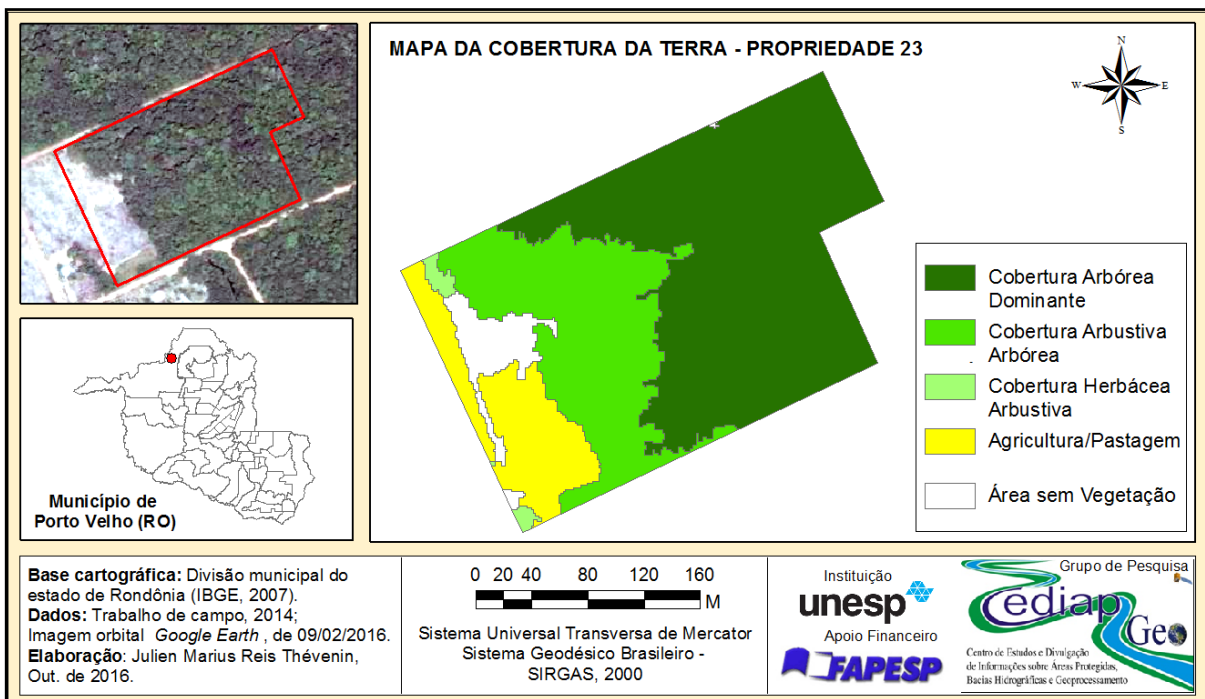 MAPA DA COBERTURA DA TERRA - PROPRIEDADE 23
N
W
E
S
Cobertura Arbórea
Dominante
Cobertura Arbustiva
Arbórea
Cobertura Herbácea
Arbustiva
Agricultura/Pastagem
Área sem Vegetação
Município de
Porto Velho (RO)
Base cartográfica: Divisão municipal do
estado de Rondônia (IBGE, 2007).
Dados: Trabalho de campo, 2014;
Imagem orbital Google Earth , de 09/02/2016.
Elaboração: Julien Marius Reis Thévenin,
Out. de 2016.
0 20 40 80 120 160
M
Sistema Universal Transversa de Mercator
Sistema Geodésico Brasileiro -
SIRGAS, 2000
Instituição
unesp
Apoio Financeiro
FAPESP
Grupo de Pesquisa
Cediap
Geo
Centro de Estudos e Divulgação
de Informações sobre Áreas Protegidas,
Bacias Hidrográficas e Geoprocessamento